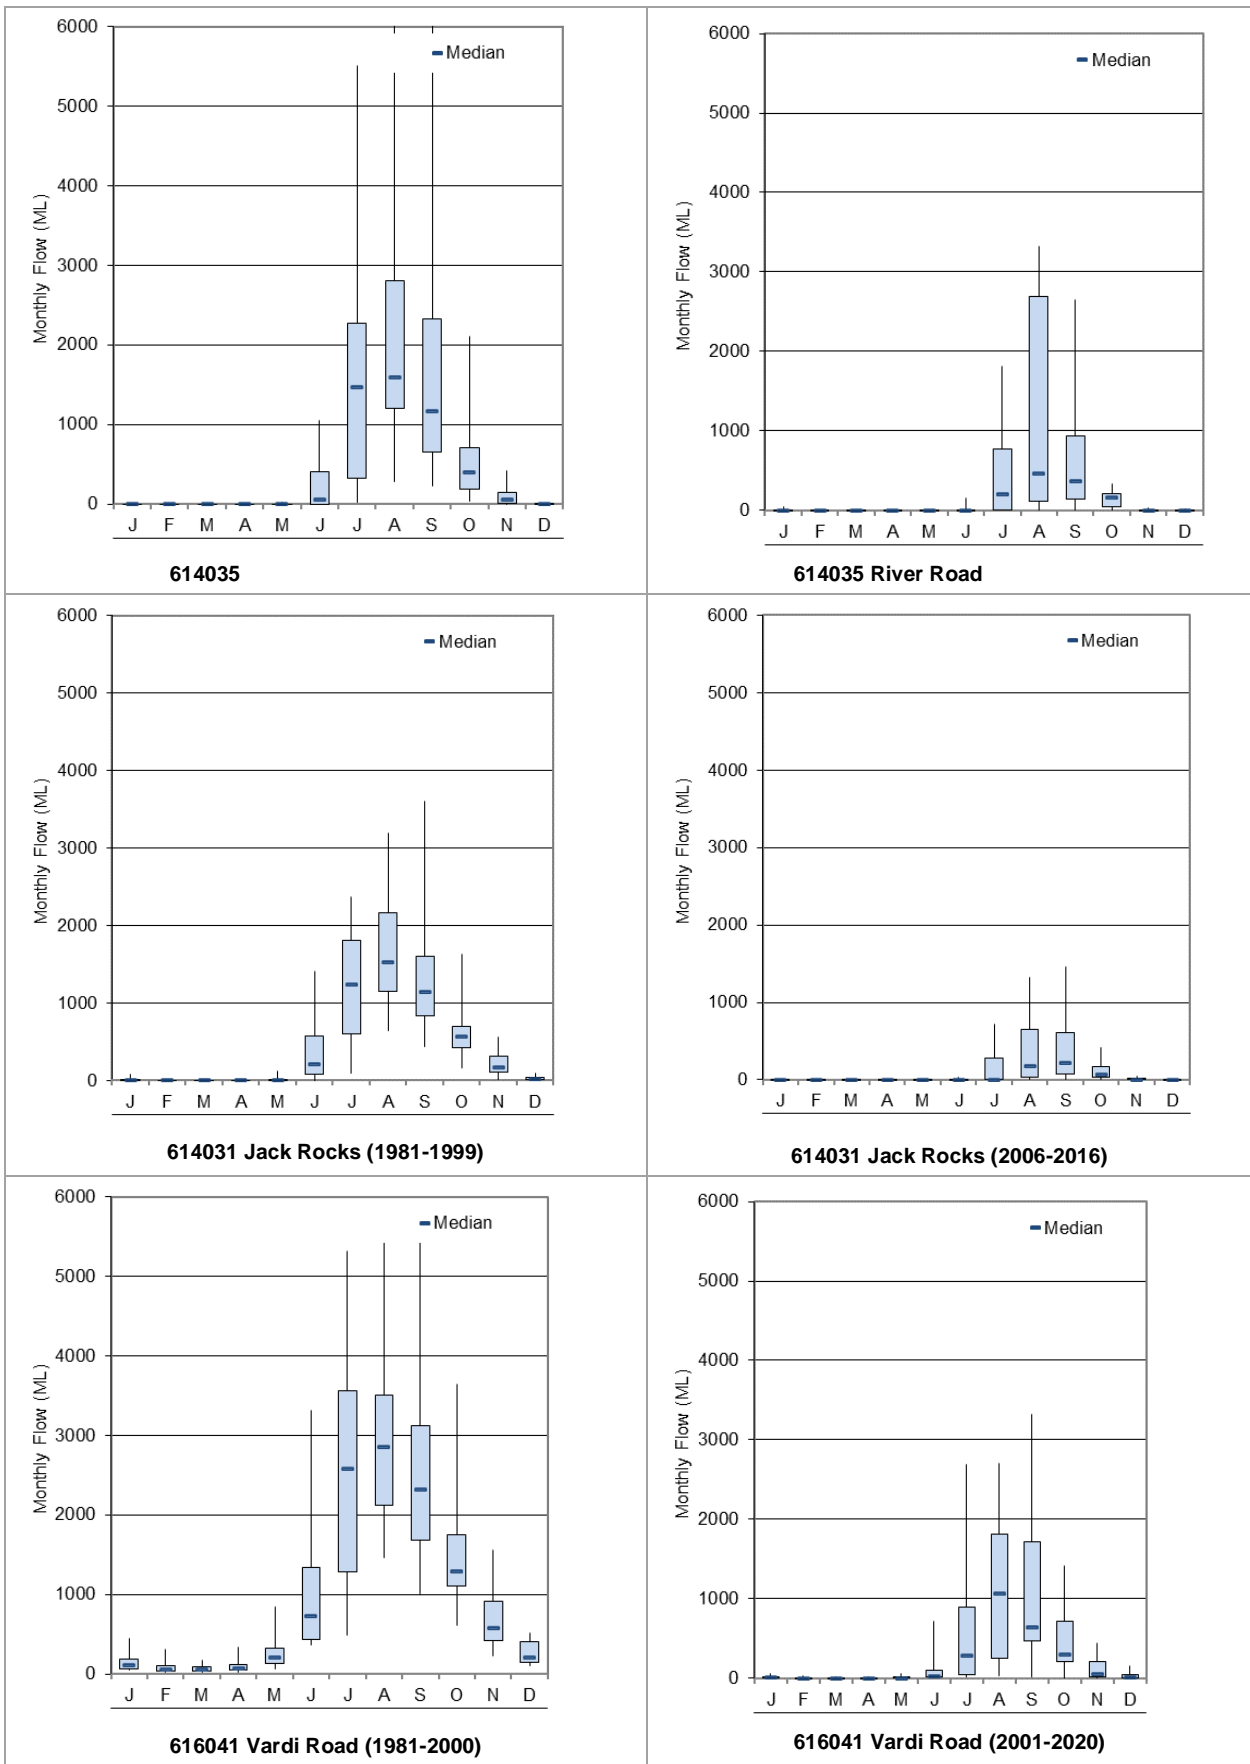 Median
Monthly Flow (ML)
6000
5000
4000
3000
2000
1000
0
J F M A M J J A S O N D
614035
Median
Monthly Flow (ML)
6000
5000
4000
3000
2000
1000
0
J F M A M J J A S O N D
614035 River Road
Median
Monthly Flow (ML)
6000
5000
4000
3000
2000
1000
0
J F M A M J J A S O N D
614031 Jack Rocks (1981-1999)
Median
Monthly Flow (ML)
6000
5000
4000
3000
2000
1000
0
J F M A M J J A S O N D
614031 Jack Rocks (2006-2016)
Median
Monthly Flow (ML)
6000
5000
4000
3000
2000
1000
0
J F M A M J J A S O N D
616041 Vardi Road (1981-2000)
Median
Monthly Flow (ML)
6000
5000
4000
3000
2000
1000
0
J F M A M J J A S O N D
616041 Vardi Road (2001-2020)